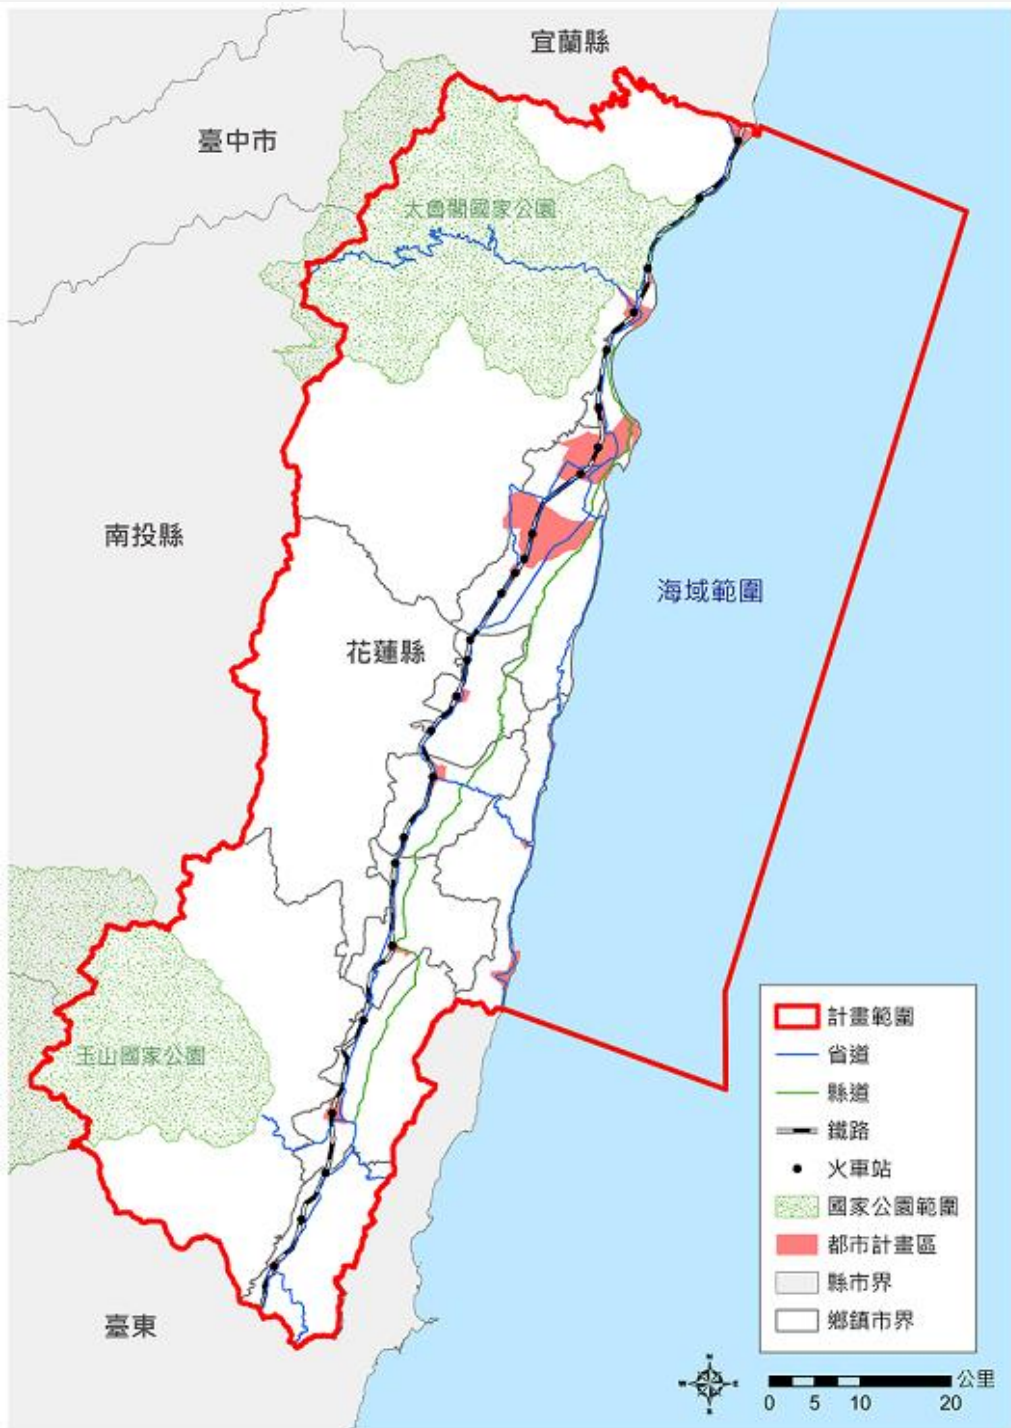 宜蘭縣
臺中市
太魯閣國家公園
南投縣
海域範圍
花蓮縣
玉山國家公園
臺東
計畫範圍
省道
縣道
鐵路
火車站
國家公園範圍
都市計畫區
縣市界
鄉鎮市界
N
W E
S
公里
0 5 10 20